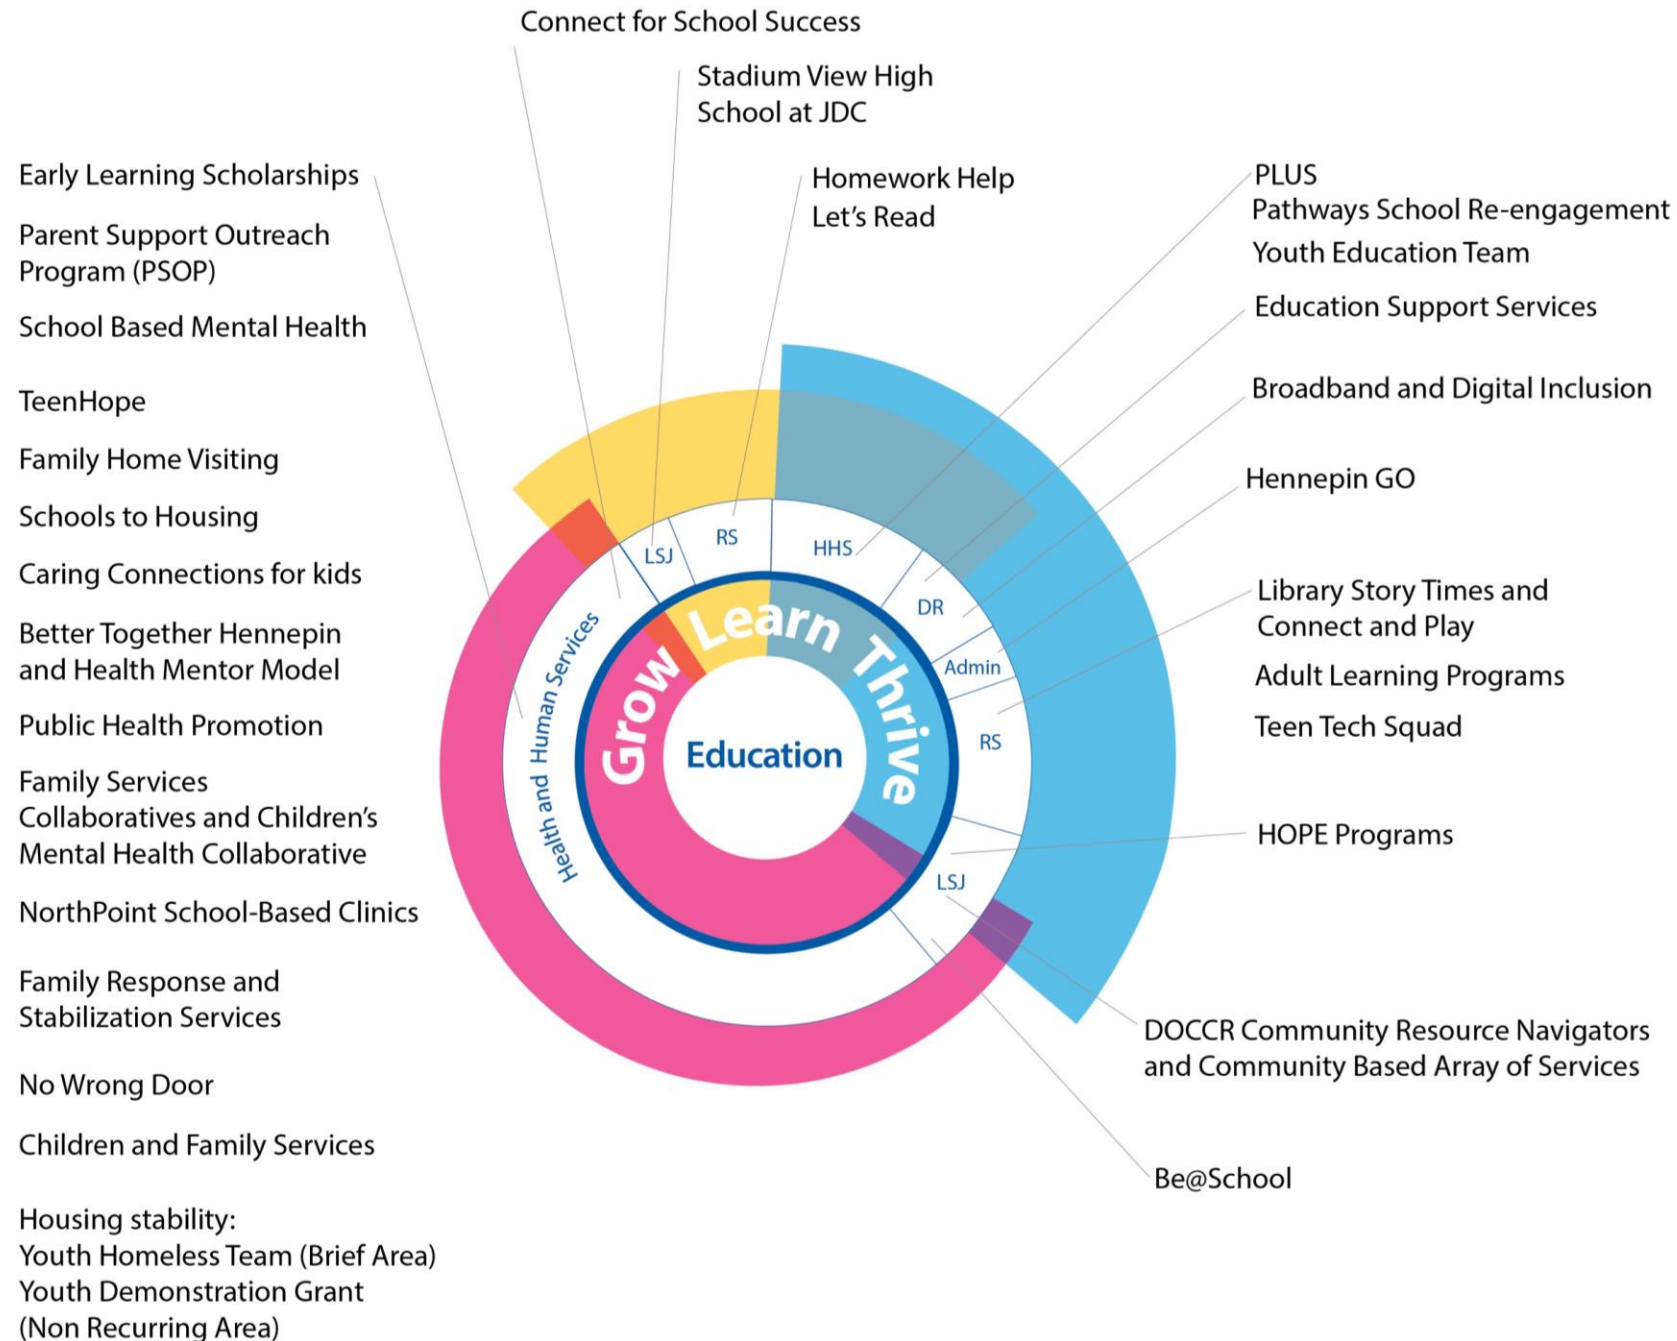 Connect for School Success
Stadium View High
School at JDC
Homework Help
Let's Read
Early Learning Scholarships
Parent Support Outreach
Program (PSOP)
School Based Mental Health
TeenHope
Family Home Visiting
Schools to Housing
Caring Connections for kids
Better Together Hennepin
and Health Mentor Model
Public Health Promotion
Family Services
Collaboratives and Children's
Mental Health Collaborative
NorthPoint School-Based Clinics
Family Response and
Stabilization Services
No Wrong Door
Children and Family Services
Housing stability:
Youth Homeless Team (Brief Area)
Youth Demonstration Grant
(Non Recurring Area)
Health and Human Services
LSJ
RS
HHS
DR
Admin
RS
LSJ
Grow
Learn
Thrive
Education
PLUS
Pathways School Re-engagement
Youth Education Team
Education Support Services
Broadband and Digital Inclusion
Hennepin GO
Library Story Times and
Connect and Play
Adult Learning Programs
Teen Tech Squad
HOPE Programs
DOCCR Community Resource Navigators
and Community Based Array of Services
Be@School